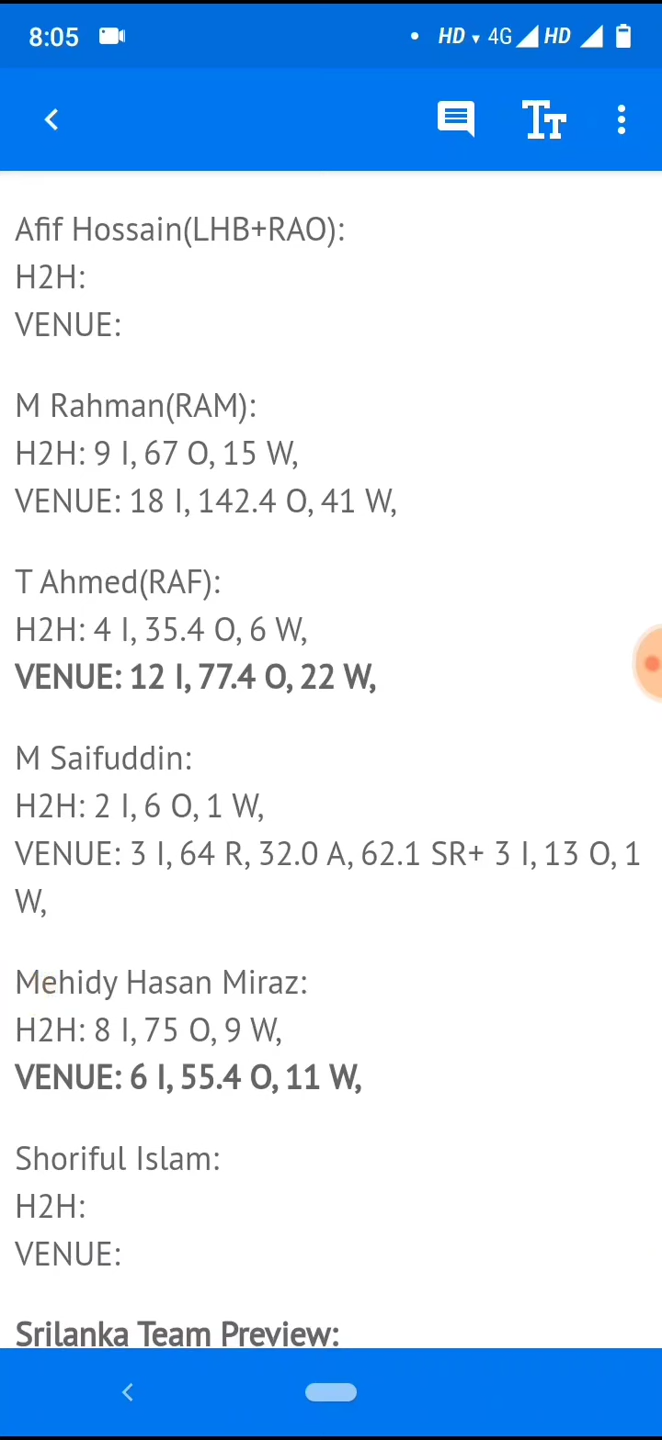 8:05 HD 4G HD
TT
Afif Hossain(LHB+RAO):
H2H:
VENUE:
M Rahman(RAM):
H2H: 9 I, 67 O, 15 W,
VENUE: 18 I, 142.4 O, 41 W,
T Ahmed(RAF):
H2H: 4 I, 35.4 O, 6 W,
VENUE: 12 I, 77.4 O, 22 W,
M Saifuddin:
H2H: 2 I, 6 O, 1 W,
VENUE: 3 I, 64 R, 32.0 A, 62.1 SR+ 3 I, 13 O, 1
W,
Mehidy Hasan Miraz:
H2H: 8 I, 75 O, 9 W,
VENUE: 6 I, 55.4 O, 11 W,
Shoriful Islam:
H2H:
VENUE:
Srilanka Team Preview: